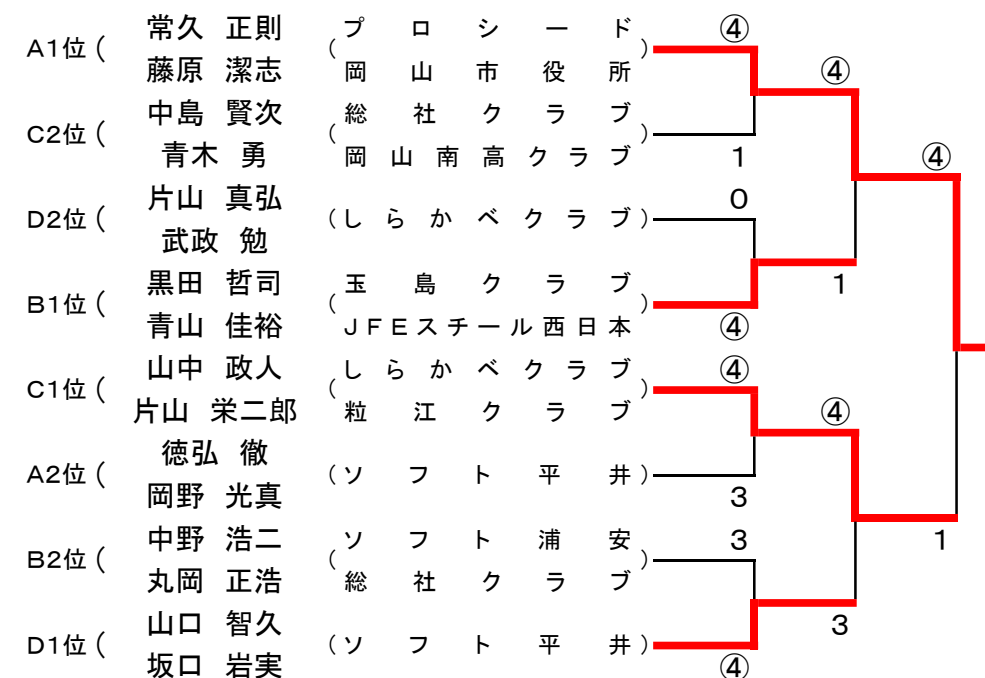 常久 正則 プロシード ④
A1位 ( ( )
藤原 潔志 岡山市役所 ④
中島 賢次 総社クラブ
C2位 ( ( )
青木 勇 岡山南高クラブ 1 ④
片山 真弘 0
D2位 ( (しらかベクラブ)
武政 勉
黒田 哲司 玉島クラブ 1
B1位 ( ( )
青山 佳裕 JFEスチール西日本 ④
山中 政人 しらかベクラブ ④
C1位 ( ( )
片山 栄二郎 粒江クラブ ④
徳弘 徹
A2位 ( (ソフト平井)
岡野 光真 3
中野 浩二 ソフト浦安 3 1
B2位 ( ( )
丸岡 正浩 総社クラブ
山口 智久 3
D1位 ( (ソフト平井)
坂口 岩実 ④